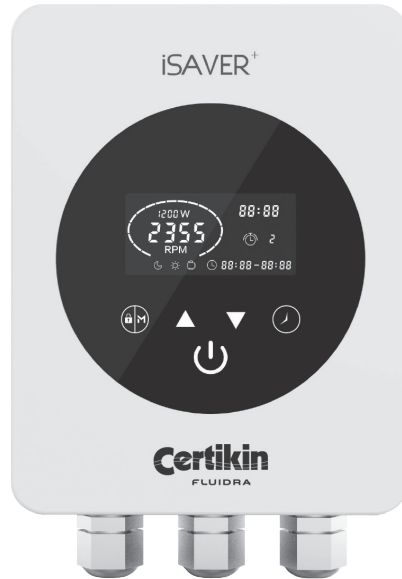 iSAVER+
1200W
88:88
2355
2
RPM
88:88-88:88
M
Certikin
FLUIDRA